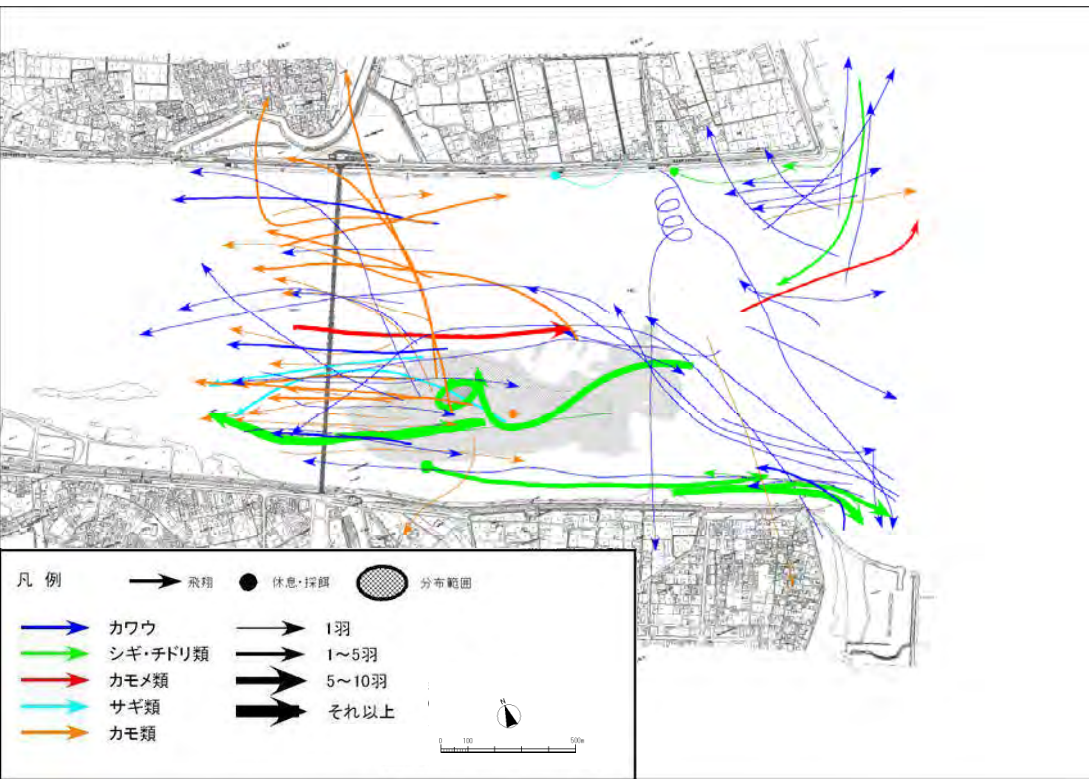 凡 例
飛翔
休息・採餌
分布範囲
カワウ
1羽
シギ・チドリ類
1～5羽
カモメ類
5～10羽
サギ類
それ以上
カモ類
N
0 100 500m